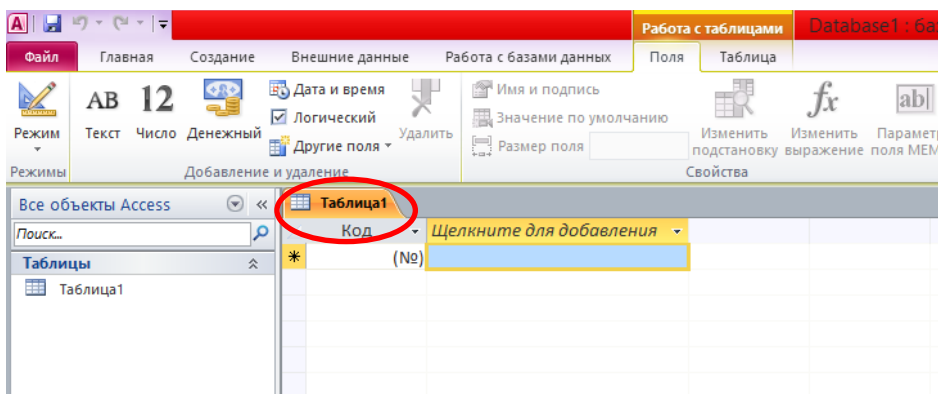 A
Работа с таблицами Database1 : ба
Файл Главная Создание Внешние данные Работа с базами данных Поля Таблица
Режим
AB Текст
12 Число
Денежный
Дата и время
Логический
Другие поля
Удалить
Имя и подпись
Значение по умолчанию
Размер поля
Изменить подстановку
fx Изменить выражение
ab Парамет
поля MEM
Режимы Добавление и удаление Свойства
Все объекты Access «
Поиск...
Таблицы
Таблица1
Таблица1
Код Щелкните для добавления
* (№)